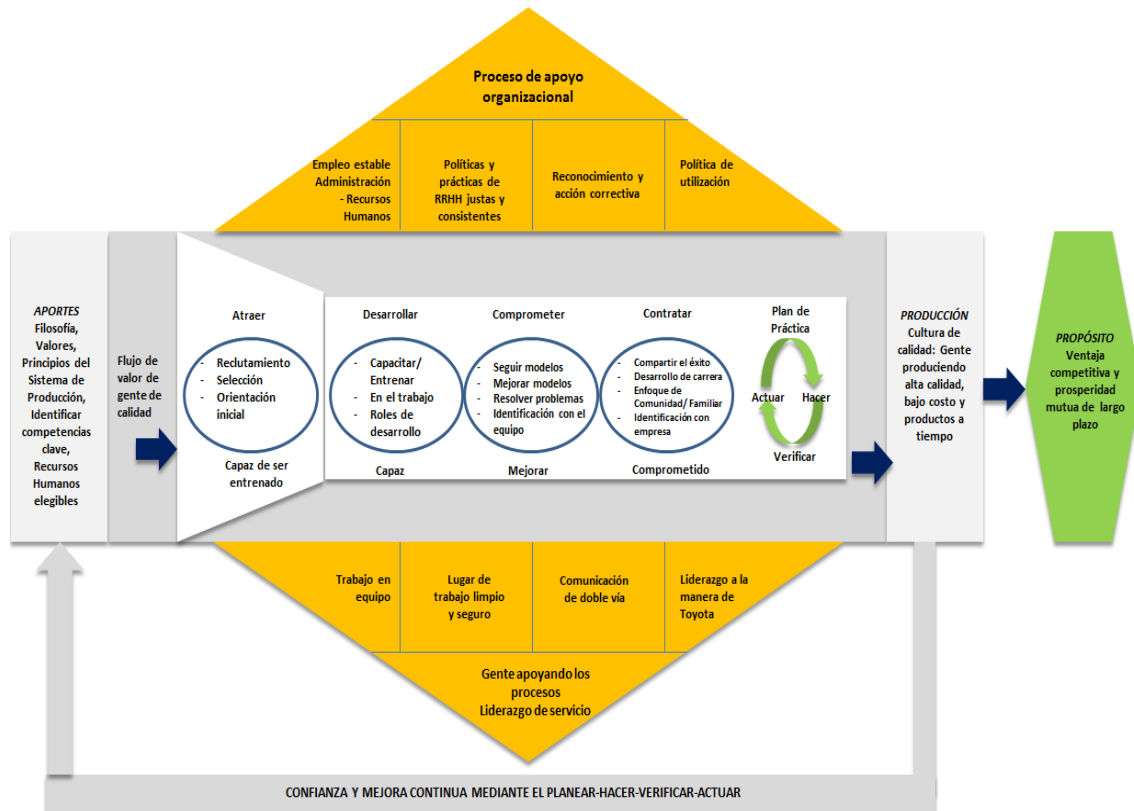 Proceso de apoyo
organizacional
Empleo estable
Administración
- Recursos
Humanos
Políticas y
prácticas de
RRHH justas y
consistentes
Reconocimiento y
acción correctiva
Política de
utilización
APORTES
Filosofía,
Valores,
Principios del
Sistema de
Producción,
Identificar
competencias
clave,
Recursos
Humanos
elegibles
Flujo de
valor de
gente de
calidad
Atraer
- Reclutamiento
- Selección
- Orientación
inicial
Capaz de ser
entrenado
Desarrollar
- Capacitar/
Entrenar
- En el trabajo
- Roles de
desarrollo
Capaz
Comprometer
- Seguir modelos
- Mejorar modelos
- Resolver problemas
- Identificación con el
equipo
Mejorar
Contratar
- Compartir el éxito
- Desarrollo de carrera
- Enfoque de
Comunidad/ Familiar
- Identificación con
empresa
Comprometido
Plan de
Práctica
Actuar
Hacer
Verificar
PRODUCCIÓN
Cultura de
calidad: Gente
produciendo
alta calidad,
bajo costo y
productos a
tiempo
PROPÓSITO
Ventaja
competitiva y
prosperidad
mutua de largo
plazo
Trabajo en
equipo
Lugar de
trabajo limpio
y seguro
Comunicación
de doble vía
Liderazgo a la
manera de
Toyota
Gente apoyando los
procesos
Liderazgo de servicio
CONFIANZA Y MEJORA CONTINUA MEDIANTE EL PLANEAR-HACER-VERIFICAR-ACTUAR